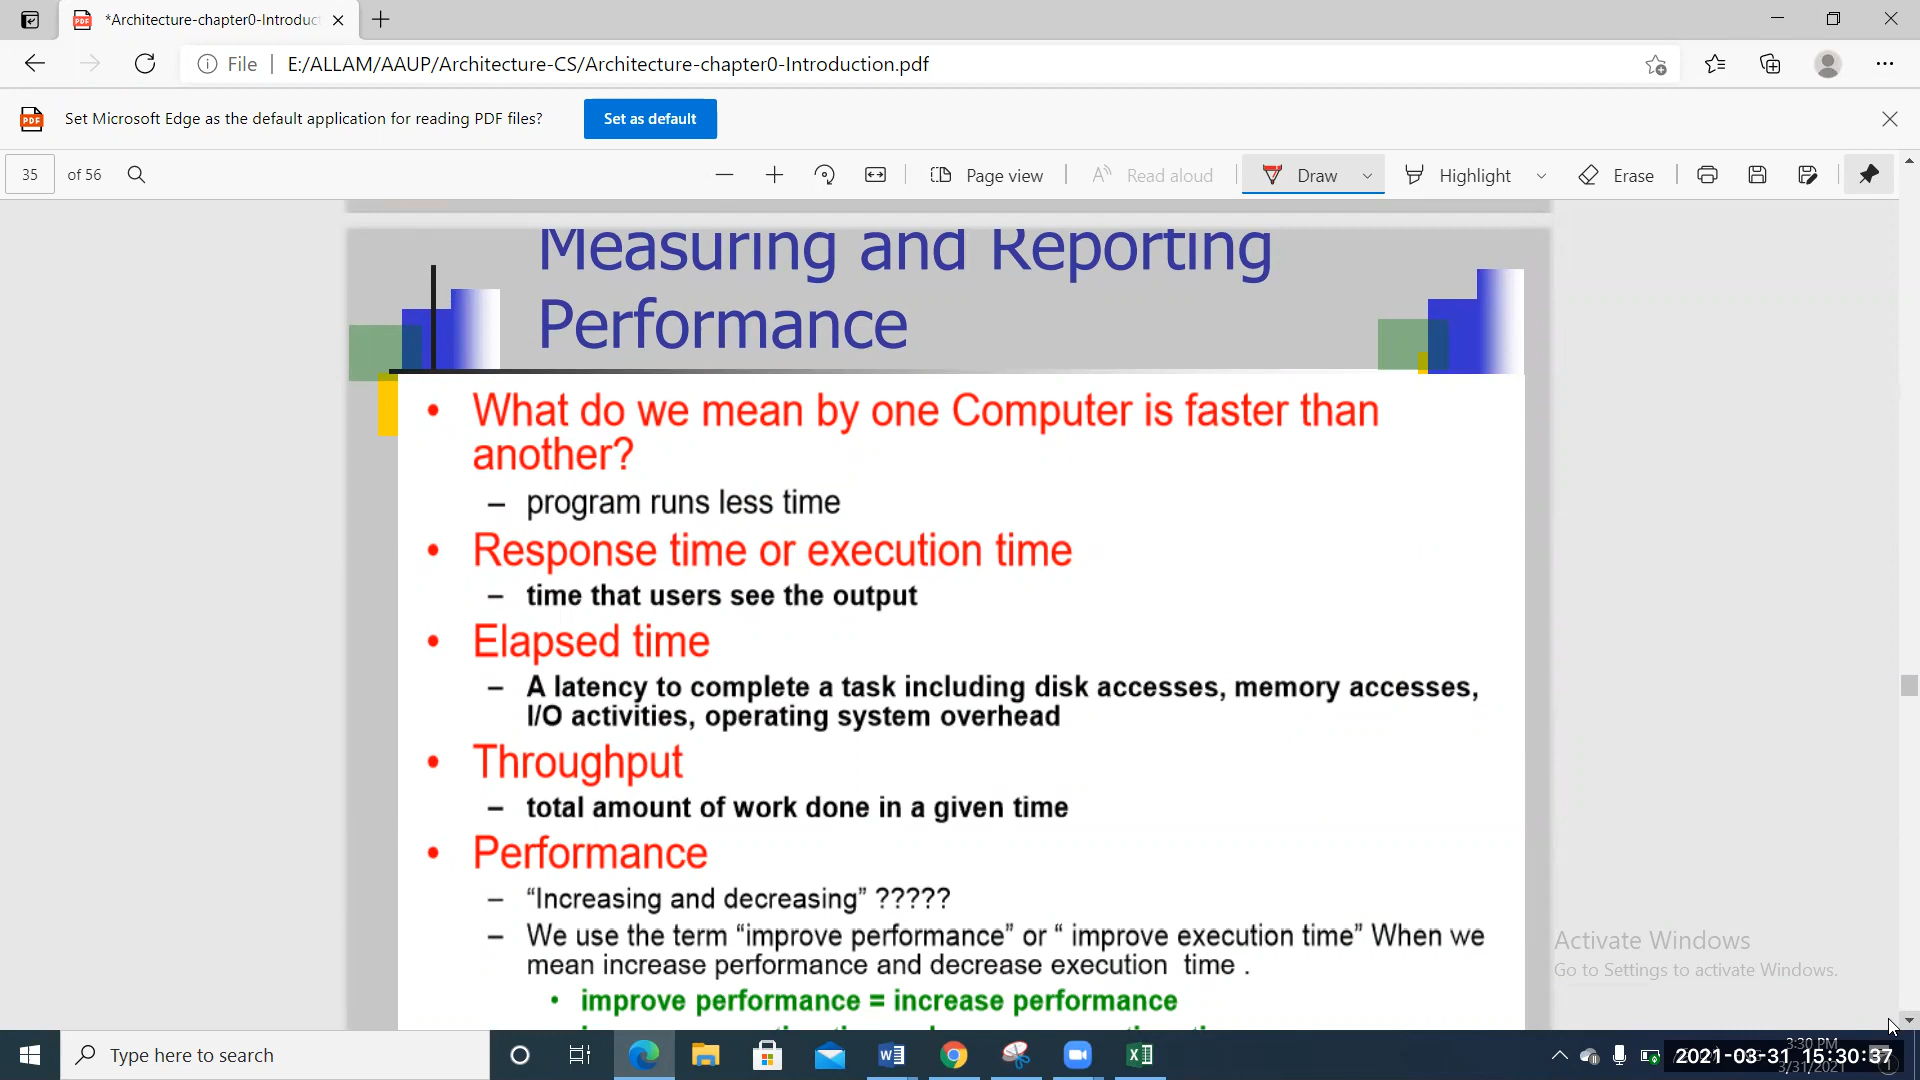 *Architecture-chapter0-Introduc
File
E:/ALLAM/AAUP/Architecture-CS/Architecture-chapter0-Introduction.pdf
PDF
Set Microsoft Edge as the default application for reading PDF files?
Set as default
35
of 56
Page view
Read aloud
Draw
Highlight
Erase
Measuring and Reporting
Performance
• What do we mean by one Computer is faster than
another?
– program runs less time
• Response time or execution time
– time that users see the output
• Elapsed time
– A latency to complete a task including disk accesses, memory accesses,
I/O activities, operating system overhead
• Throughput
– total amount of work done in a given time
• Performance
– “Increasing and decreasing” ?????
– We use the term “improve performance” or “ improve execution time” When we
mean increase performance and decrease execution time .
• improve performance = increase performance
Activate Windows
Go to Settings to activate Windows.
Type here to search
3:30 PM
2021-03-31 15:30:37
3/31/2021